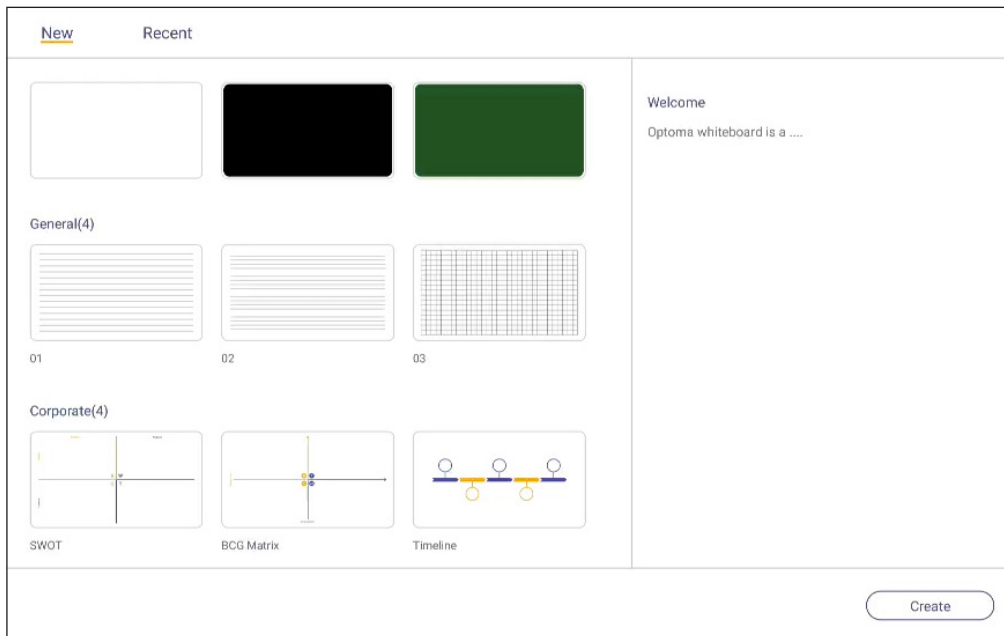 New Recent
Welcome
Optoma whiteboard is a ....
General(4)
01 02 03
Corporate(4)
SWOT BCG Matrix Timeline
Create